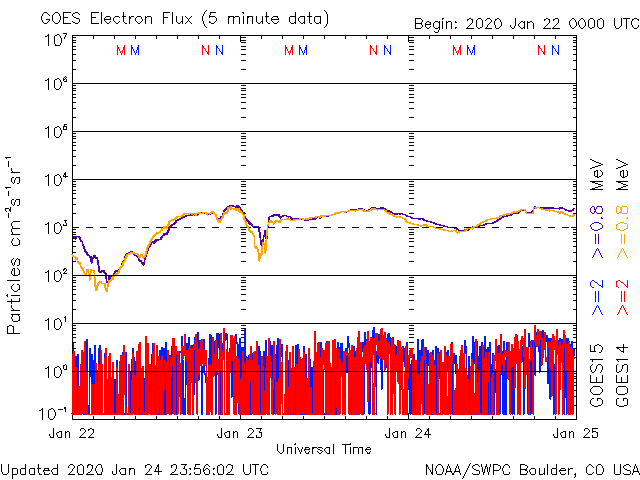 GOES Electron Flux (5 minute data)
Begin: 2020 Jan 22 0000 UTC
M M N N M M N N M M N N
10⁷
10⁶
10⁵
10⁴
10³
10²
10¹
10⁰
10⁻¹
Particles cm⁻²s⁻¹sr⁻¹
Jan 22 Jan 23 Jan 24 Jan 25
Universal Time
GOES15 >=2 >=0.8 MeV
GOES14 >=2 >=0.8 MeV
Updated 2020 Jan 24 23:56:02 UTC
NOAA/SWPC Boulder, CO USA